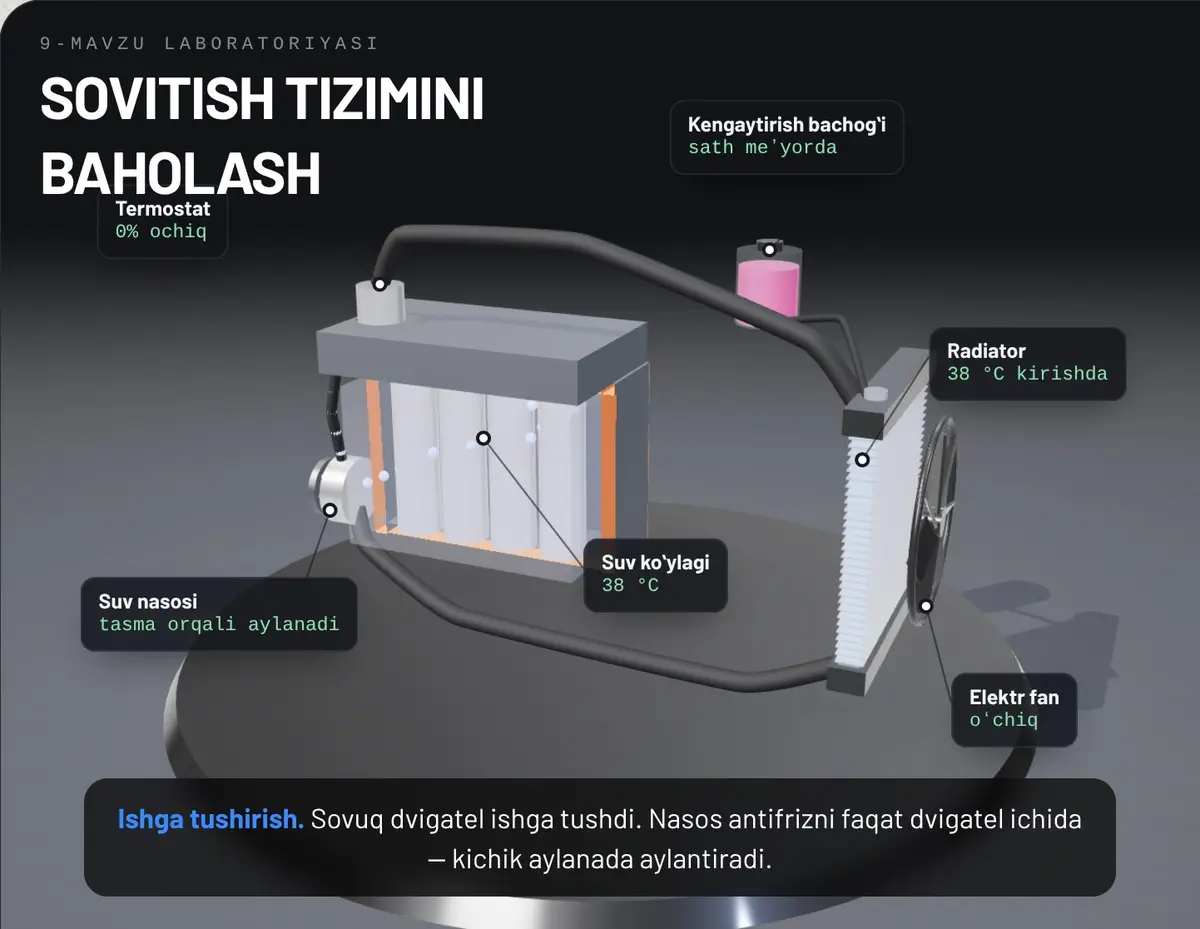 9-MAVZU LABORATORIYASI
SOVITISH TIZIMINI
BAHOLASH
Termostat
0% ochiq
Kengaytirish bachog‘i
sath me’yorda
Radiator
38 °C kirishda
Suv ko‘ylagi
38 °C
Suv nasosi
tasma orqali aylanadi
Elektr fan
o‘chiq
Ishga tushirish. Sovuq dvigatel ishga tushdi. Nasos antifrizni faqat dvigatel ichida
— kichik aylanada aylantiradi.